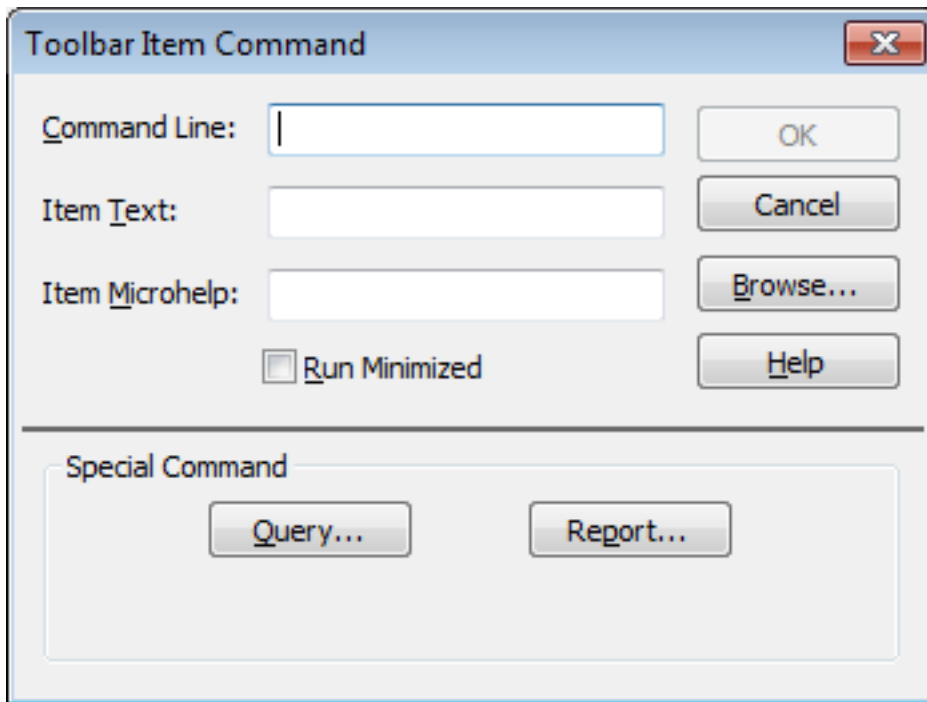 Toolbar Item Command
Command Line:
OK
Item Text:
Cancel
Item Microhelp:
Browse...
Run Minimized
Help
Special Command
Query...
Report...